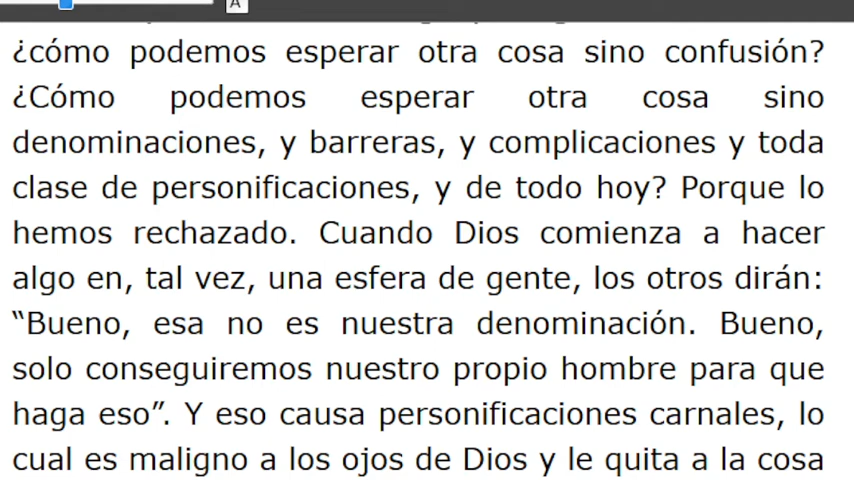 A
¿cómo podemos esperar otra cosa sino confusión?
¿Cómo podemos esperar otra cosa sino
denominaciones, y barreras, y complicaciones y toda
clase de personificaciones, y de todo hoy? Porque lo
hemos rechazado. Cuando Dios comienza a hacer
algo en, tal vez, una esfera de gente, los otros dirán:
“Bueno, esa no es nuestra denominación. Bueno,
solo conseguiremos nuestro propio hombre para que
haga eso”. Y eso causa personificaciones carnales, lo
cual es maligno a los ojos de Dios y le quita a la cosa